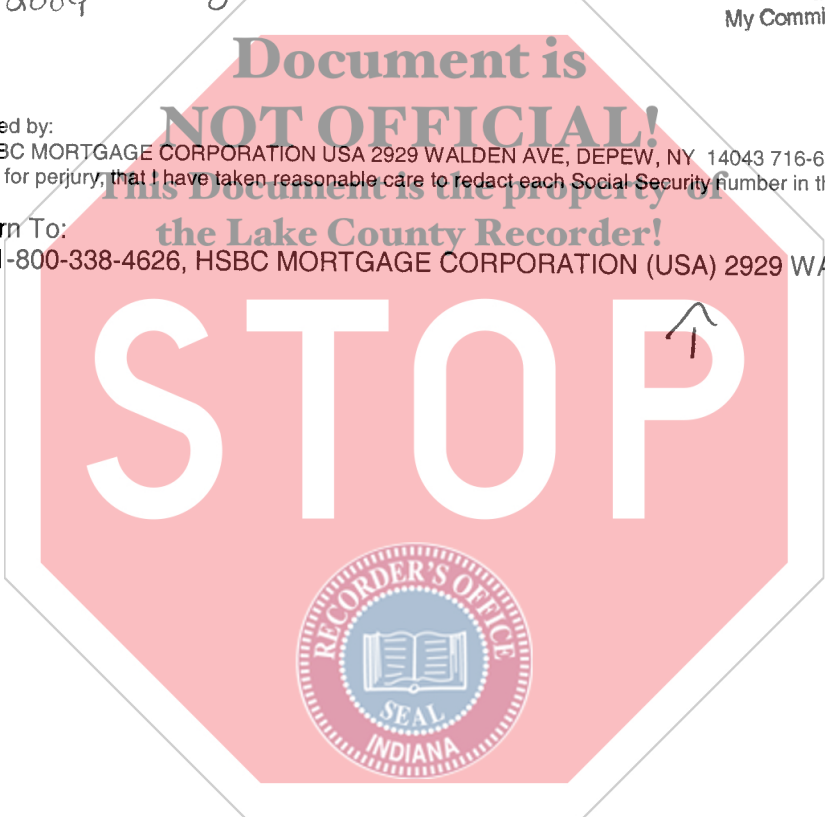 2009
My Commi
Document is
NOT OFFICIAL!
ed by:
BC MORTGAGE CORPORATION USA 2929 WALDEN AVE, DEPEW, NY 14043 716-6
for perjury, that I have taken reasonable care to redact each Social Security number in th
This Document is the property of
rn To:
the Lake County Recorder!
1-800-338-4626, HSBC MORTGAGE CORPORATION (USA) 2929 WA
STOP
RECORDER'S OFFICE
SEAL
INDIANA